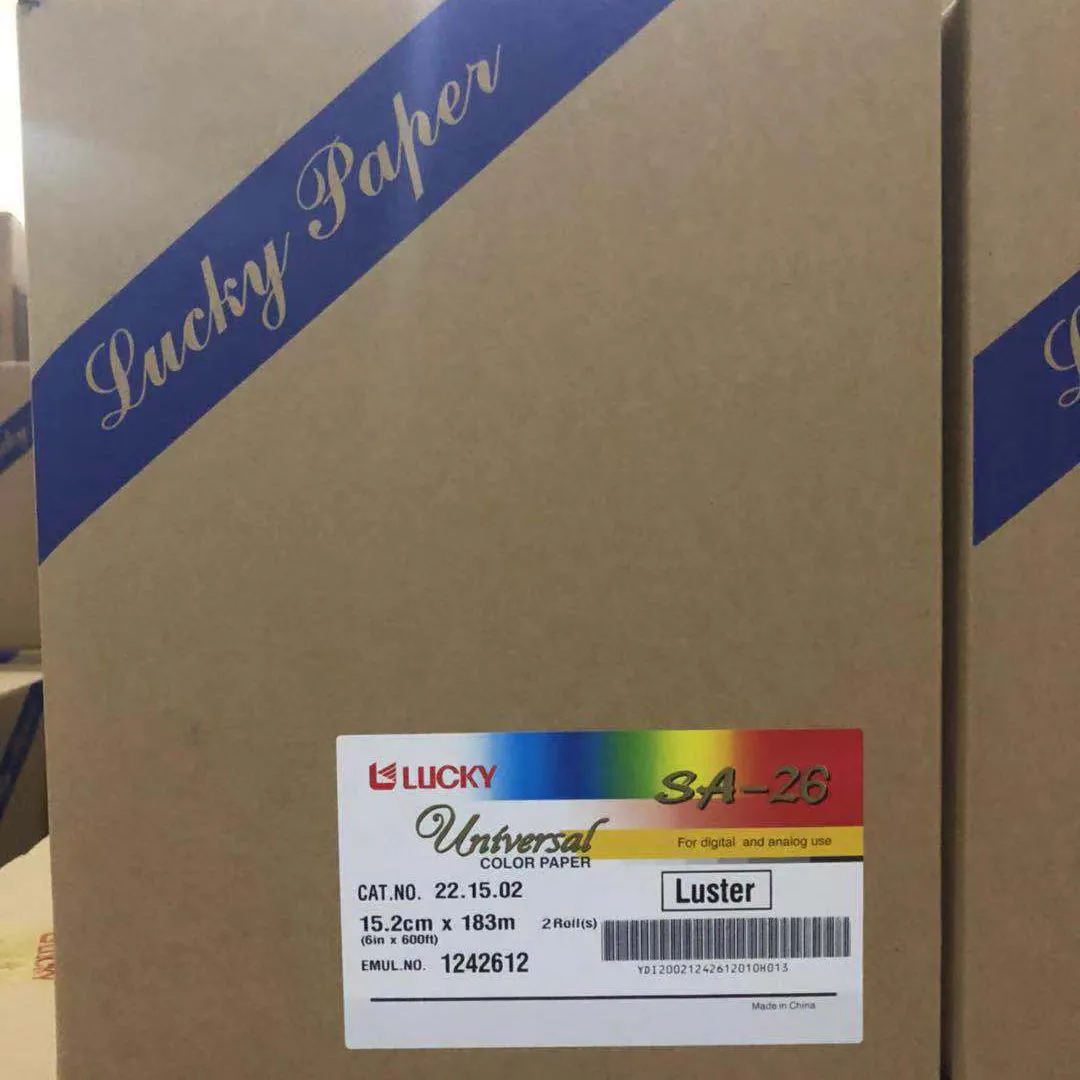 Lucky Paper
LUCKY
SA-26
Universal
COLOR PAPER
For digital and analog use
CAT.NO. 22.15.02
Luster
15.2cm x 183m 2 Roll(s)
(6in x 600ft)
EMUL.NO. 1242612
YDI20021242612010H013
Made in China
LUCKY